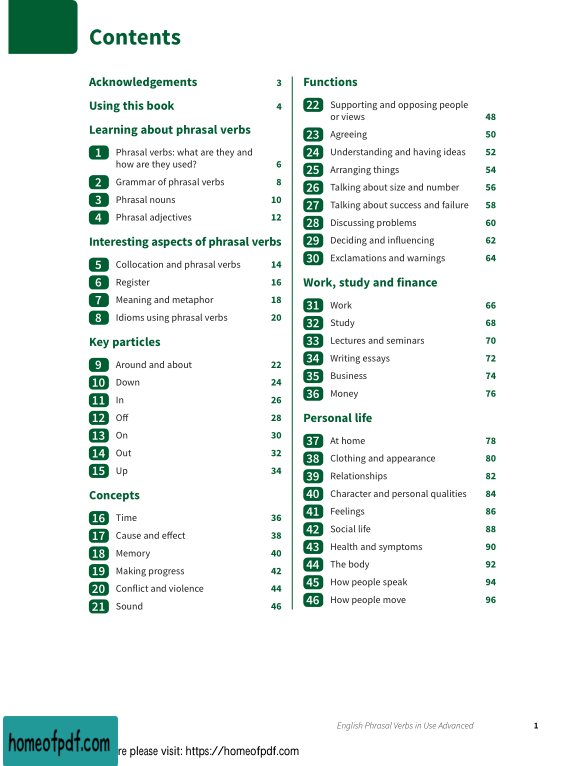 Contents
Acknowledgements 3
Using this book 4
Learning about phrasal verbs
1 Phrasal verbs: what are they and
how are they used? 6
2 Grammar of phrasal verbs 8
3 Phrasal nouns 10
4 Phrasal adjectives 12
Interesting aspects of phrasal verbs
5 Collocation and phrasal verbs 14
6 Register 16
7 Meaning and metaphor 18
8 Idioms using phrasal verbs 20
Key particles
9 Around and about 22
10 Down 24
11 In 26
12 Off 28
13 On 30
14 Out 32
15 Up 34
Concepts
16 Time 36
17 Cause and effect 38
18 Memory 40
19 Making progress 42
20 Conflict and violence 44
21 Sound 46
Functions
22 Supporting and opposing people
or views 48
23 Agreeing 50
24 Understanding and having ideas 52
25 Arranging things 54
26 Talking about size and number 56
27 Talking about success and failure 58
28 Discussing problems 60
29 Deciding and influencing 62
30 Exclamations and warnings 64
Work, study and finance
31 Work 66
32 Study 68
33 Lectures and seminars 70
34 Writing essays 72
35 Business 74
36 Money 76
Personal life
37 At home 78
38 Clothing and appearance 80
39 Relationships 82
40 Character and personal qualities 84
41 Feelings 86
42 Social life 88
43 Health and symptoms 90
44 The body 92
45 How people speak 94
46 How people move 96
English Phrasal Verbs in Use Advanced 1
homeofpdf.com
re please visit: https://homeofpdf.com